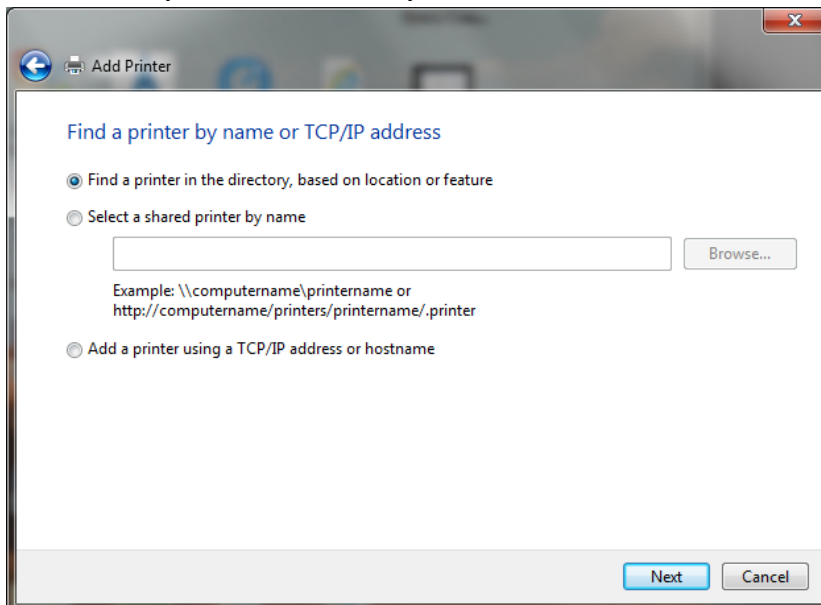 Add Printer
Find a printer by name or TCP/IP address
Find a printer in the directory, based on location or feature
Select a shared printer by name
Browse...
Example: \\computername\printername or
http://computername/printers/printername/.printer
Add a printer using a TCP/IP address or hostname
Next Cancel